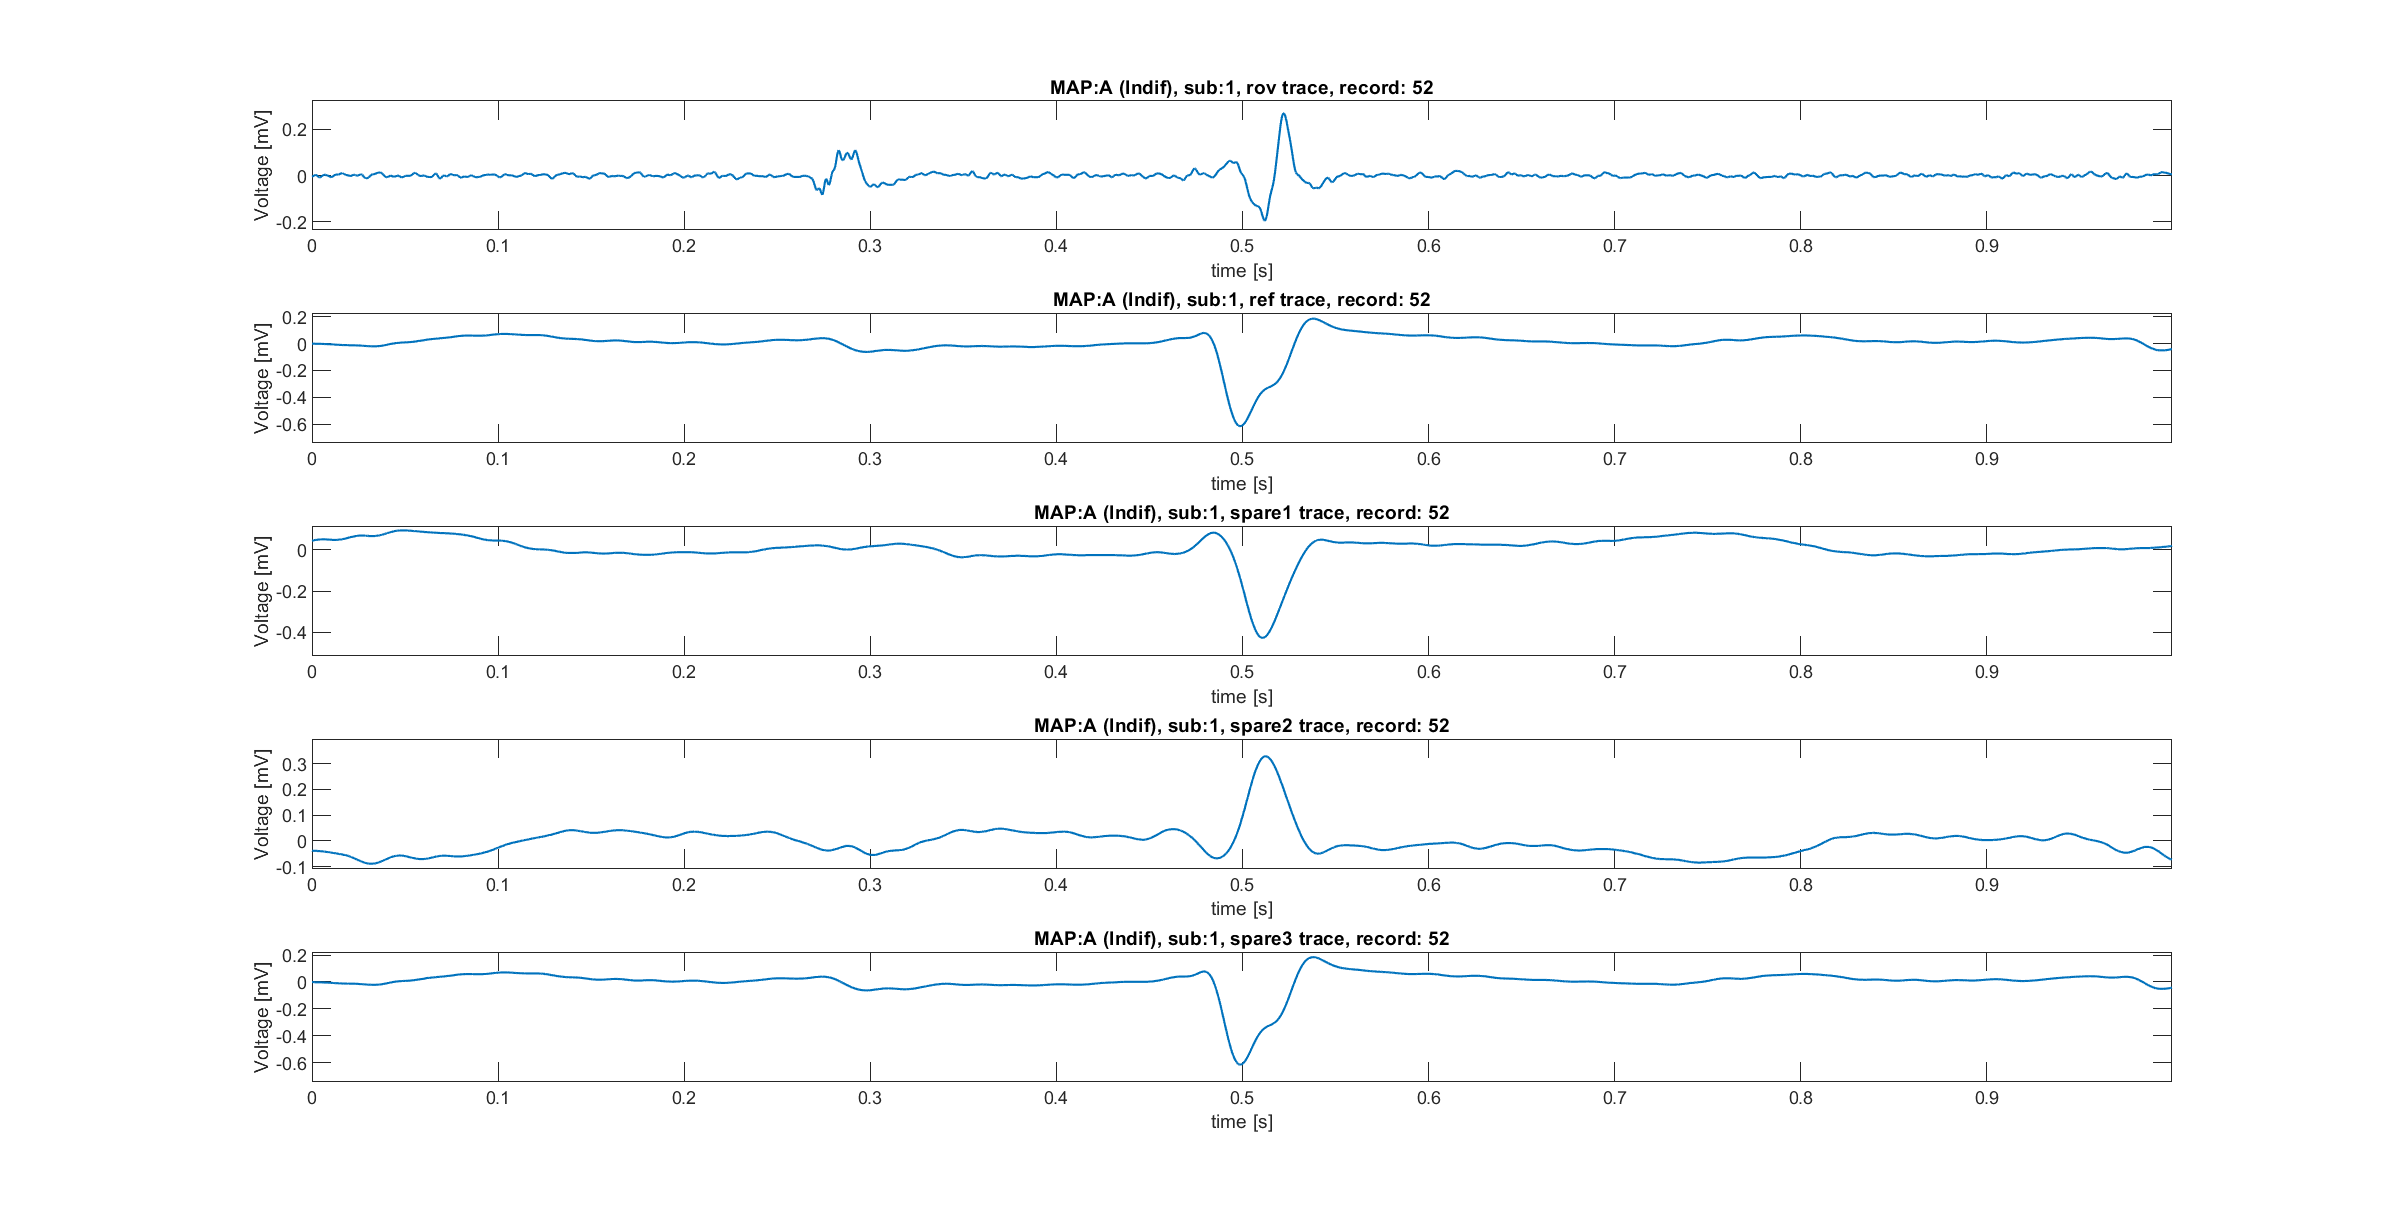 MAP:A (Indif), sub:1, rov trace, record: 52
Voltage [mV]
0.2
0
-0.2
0 0.1 0.2 0.3 0.4 0.5 0.6 0.7 0.8 0.9
time [s]
MAP:A (Indif), sub:1, ref trace, record: 52
Voltage [mV]
0.2
0
-0.2
-0.4
-0.6
0 0.1 0.2 0.3 0.4 0.5 0.6 0.7 0.8 0.9
time [s]
MAP:A (Indif), sub:1, spare1 trace, record: 52
Voltage [mV]
0
-0.2
-0.4
0 0.1 0.2 0.3 0.4 0.5 0.6 0.7 0.8 0.9
time [s]
MAP:A (Indif), sub:1, spare2 trace, record: 52
Voltage [mV]
0.3
0.2
0.1
0
-0.1
0 0.1 0.2 0.3 0.4 0.5 0.6 0.7 0.8 0.9
time [s]
MAP:A (Indif), sub:1, spare3 trace, record: 52
Voltage [mV]
0.2
0
-0.2
-0.4
-0.6
0 0.1 0.2 0.3 0.4 0.5 0.6 0.7 0.8 0.9
time [s]